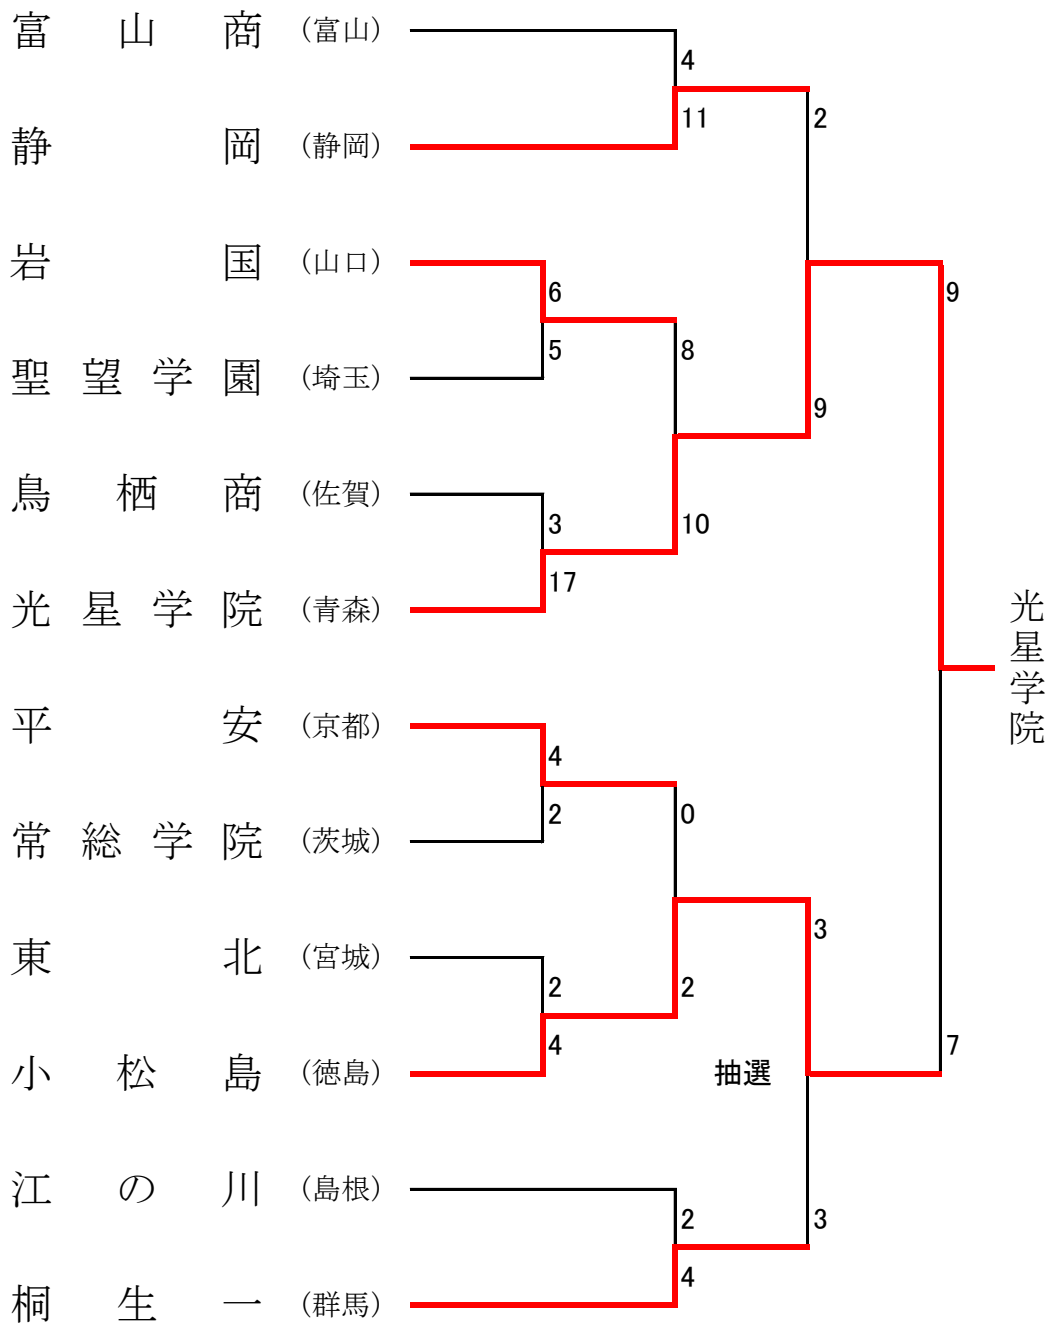 富山商 (富山)
4
11
2
静岡 (静岡)
岩国 (山口)
6
9
5
8
聖望学園 (埼玉)
9
鳥栖商 (佐賀)
3
10
17
光星学院 (青森)
光星学院
平安 (京都)
4
2
0
常総学院 (茨城)
3
東北 (宮城)
2
2
4
7
小松島 (徳島)
抽選
江の川 (島根)
2
3
4
桐生一 (群馬)